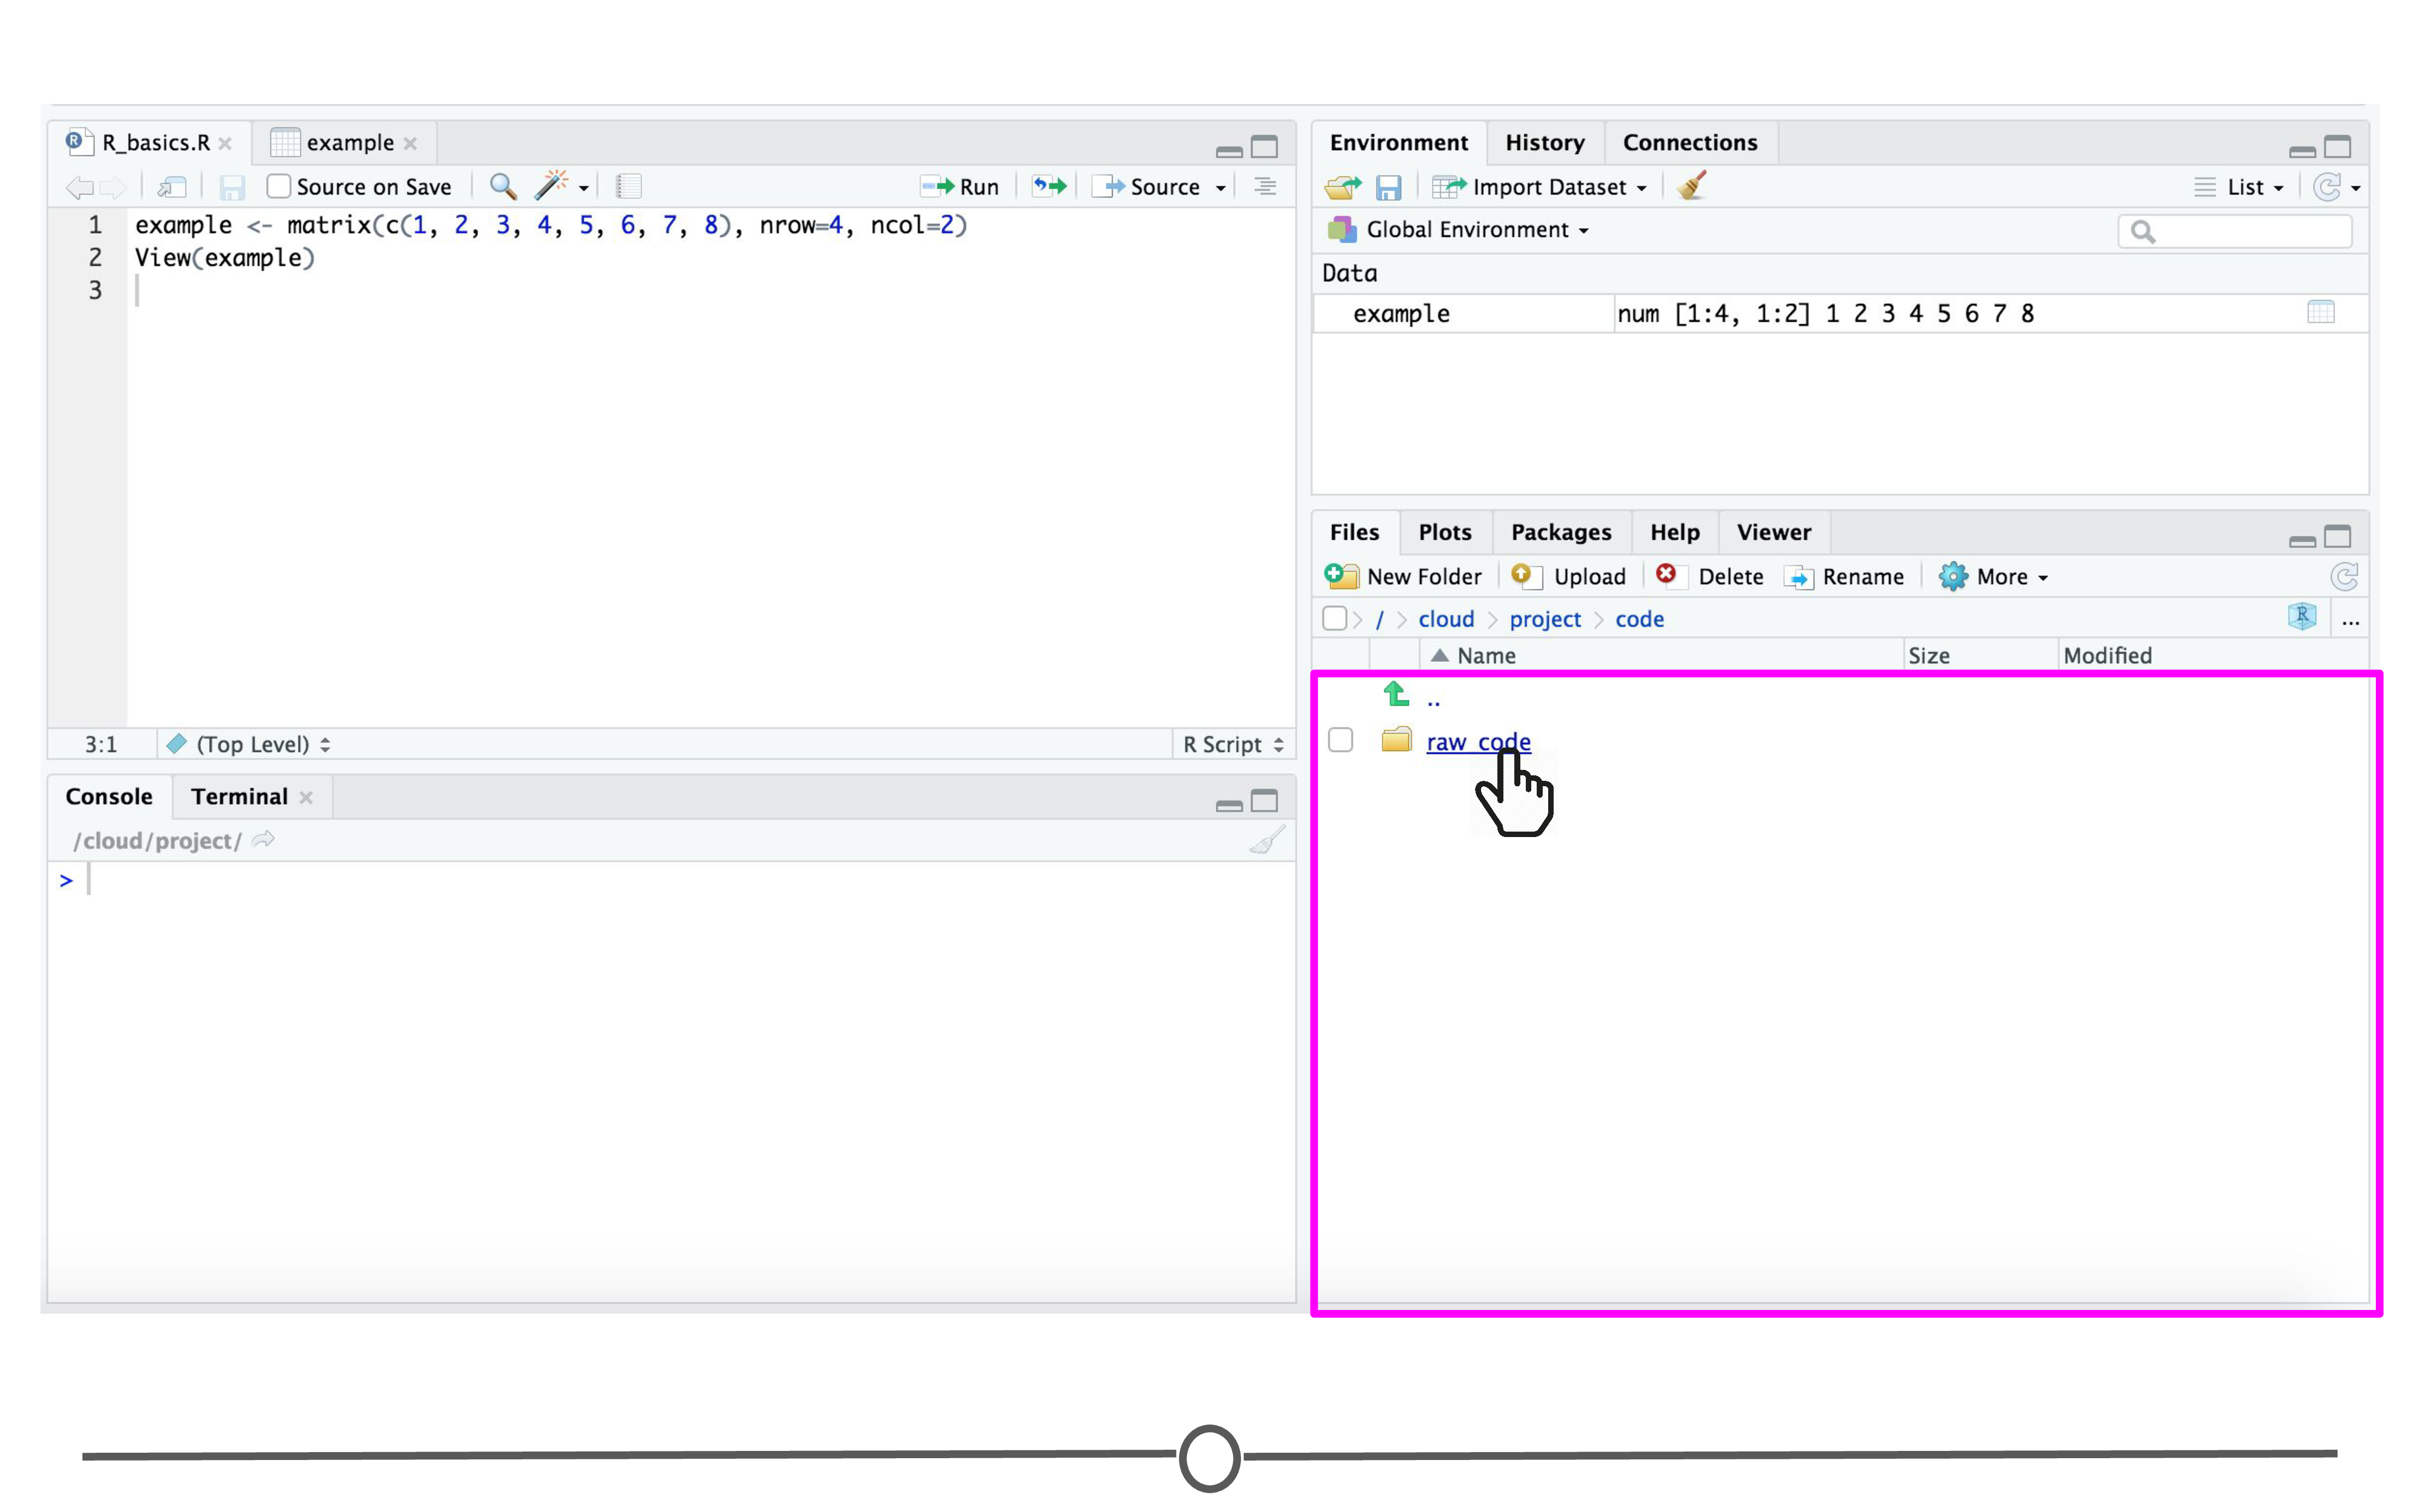 R_basics.R
example
Source on Save
Run
Source
1 example <- matrix(c(1, 2, 3, 4, 5, 6, 7, 8), nrow=4, ncol=2)
2 View(example)
3
3:1 (Top Level) R Script
Console Terminal
/cloud/project/
>
Environment History Connections
Import Dataset List
Global Environment
Data
example num [1:4, 1:2] 1 2 3 4 5 6 7 8
Files Plots Packages Help Viewer
New Folder Upload Delete Rename More
/ > cloud > project > code R ...
Name Size Modified
..
raw_code